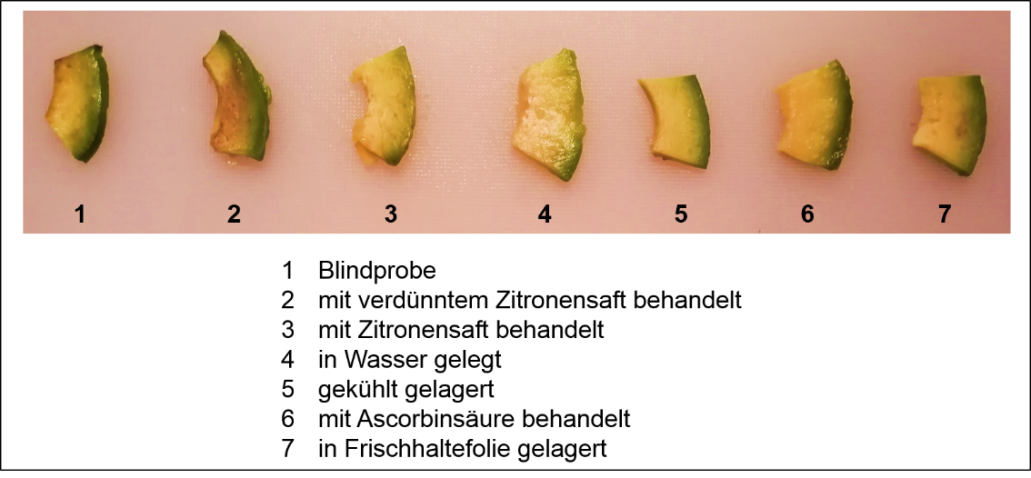 1 2 3 4 5 6 7
1 Blindprobe
2 mit verdünntem Zitronensaft behandelt
3 mit Zitronensaft behandelt
4 in Wasser gelegt
5 gekühlt gelagert
6 mit Ascorbinsäure behandelt
7 in Frischhaltefolie gelagert